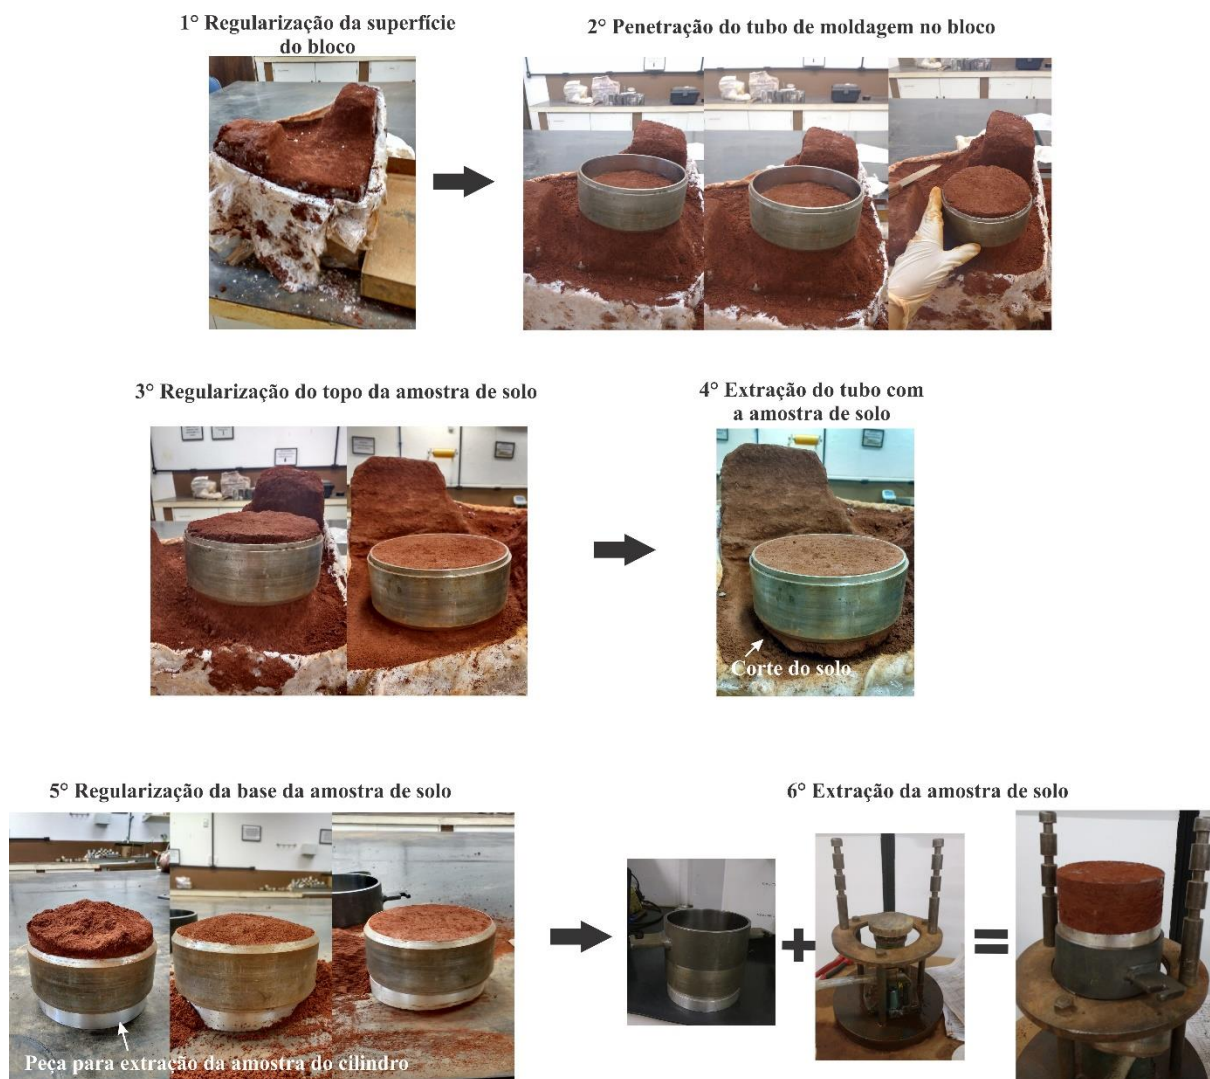 1° Regularização da superfície
do bloco
2° Penetração do tubo de moldagem no bloco
3° Regularização do topo da amostra de solo
4° Extração do tubo com
a amostra de solo
Corte do solo
5° Regularização da base da amostra de solo
6° Extração da amostra de solo
Peça para extração da amostra do cilindro